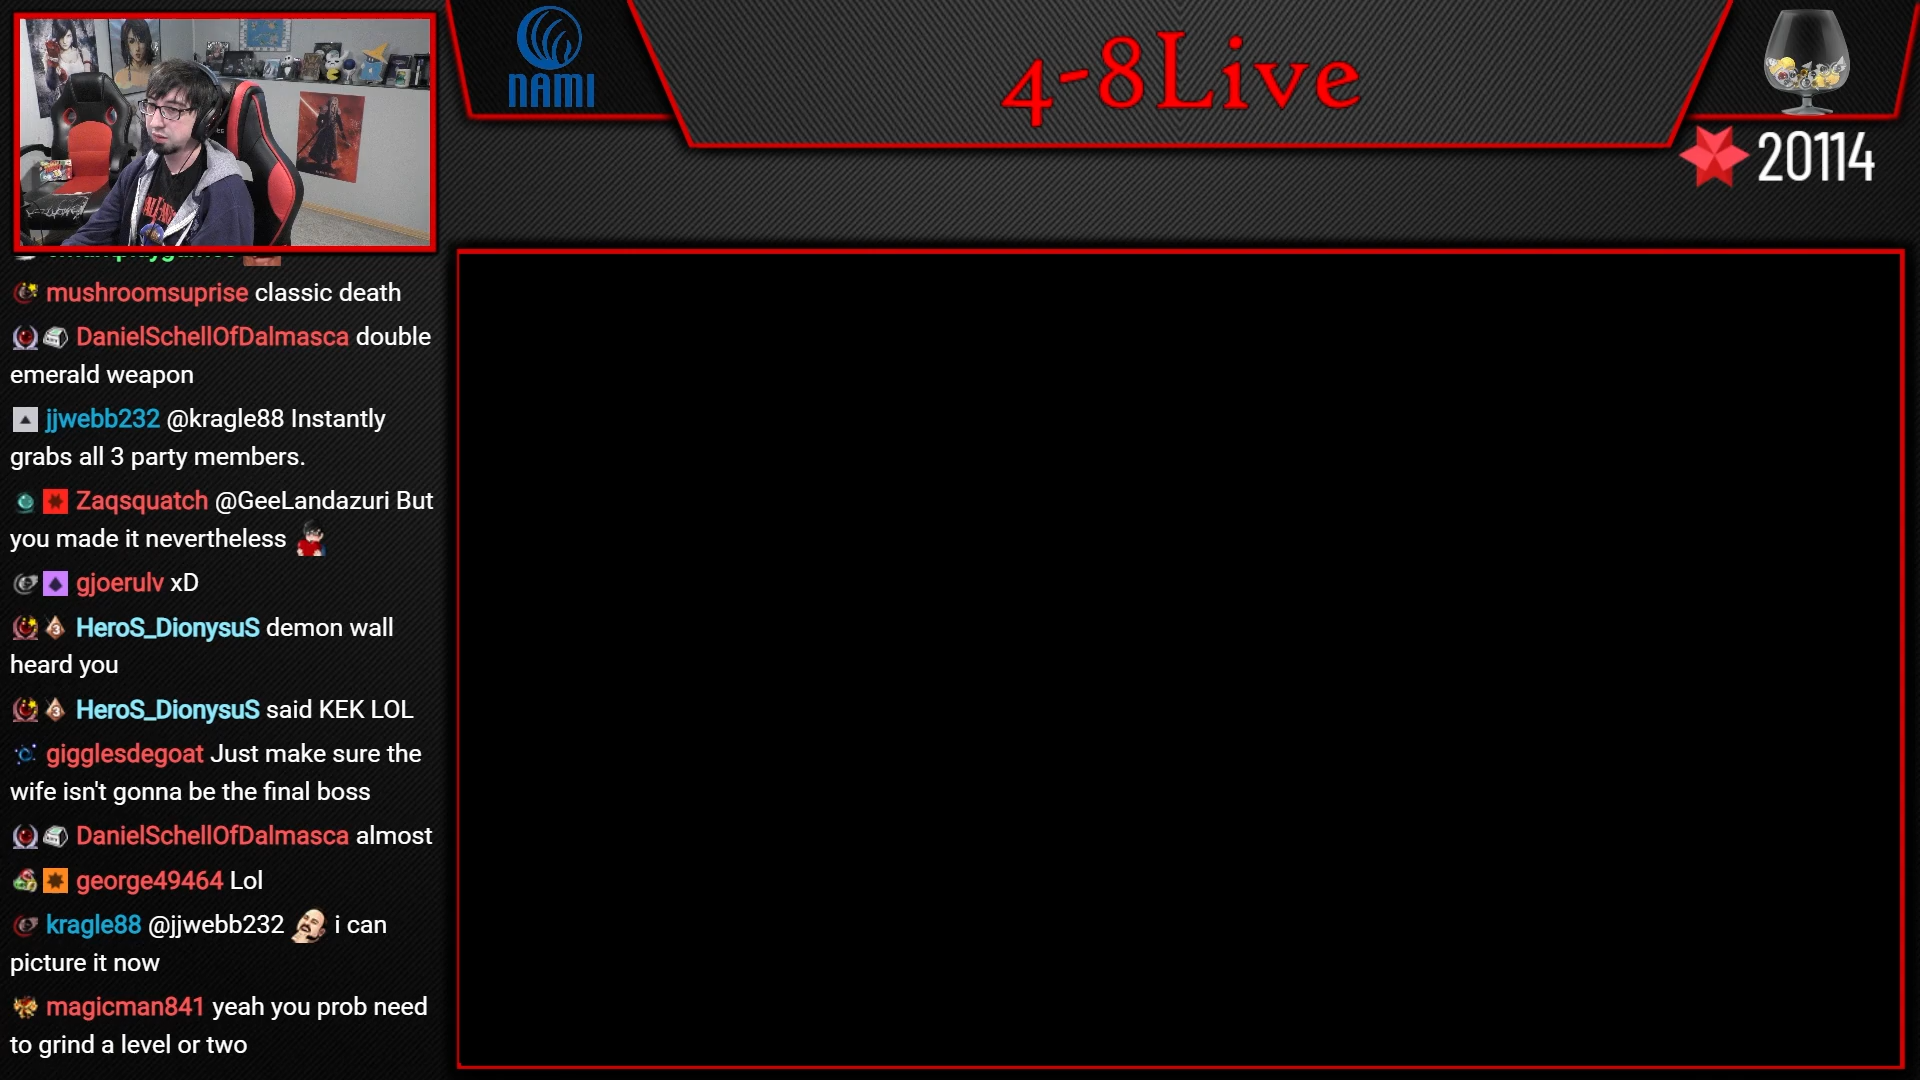 NAMI
4-8Live
20114
mushroomsuprise classic death
DanielSchellOfDalmasca double
emerald weapon
jjwebb232 @kragle88 Instantly
grabs all 3 party members.
Zaqsquatch @GeeLandazuri But
you made it nevertheless
gjoerulv xD
HeroS_DionysuS demon wall
heard you
HeroS_DionysuS said KEK LOL
gigglesdegoat Just make sure the
wife isn't gonna be the final boss
DanielSchellOfDalmasca almost
george49464 Lol
kragle88 @jjwebb232 i can
picture it now
magicman841 yeah you prob need
to grind a level or two